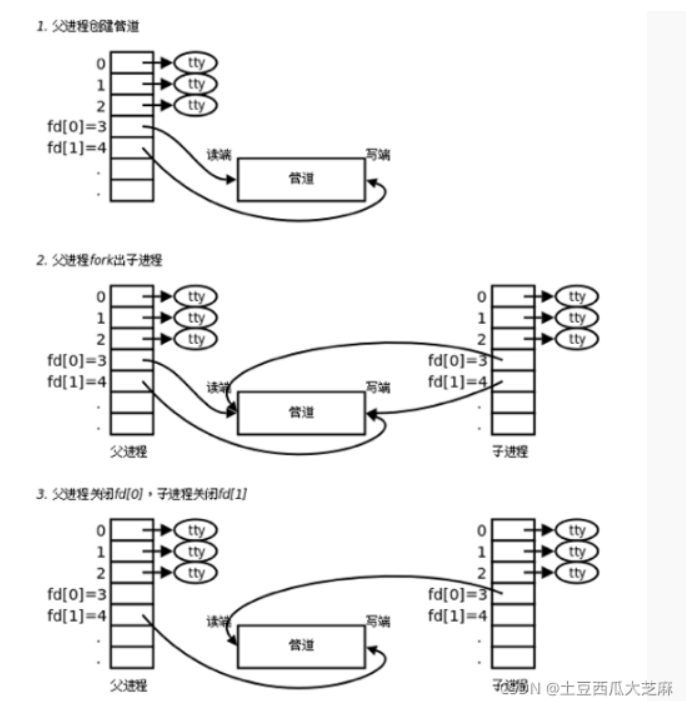 1. 父进程创建管道
0 tty
1 tty
2 tty
fd[0]=3
fd[1]=4
.
.
读端 写端
管道
2. 父进程fork出子进程
0 tty 0 tty
1 tty 1 tty
2 tty 2 tty
fd[0]=3 fd[0]=3
fd[1]=4 读端 写端 fd[1]=4
. 管道 .
. .
父进程 子进程
3. 父进程关闭fd[0]，子进程关闭fd[1]
0 tty 0 tty
1 tty 1 tty
2 tty 2 tty
fd[0]=3 fd[0]=3
fd[1]=4 读端 写端 fd[1]=4
. 管道 .
. .
父进程 子进程
CSDN @土豆西瓜大芝麻